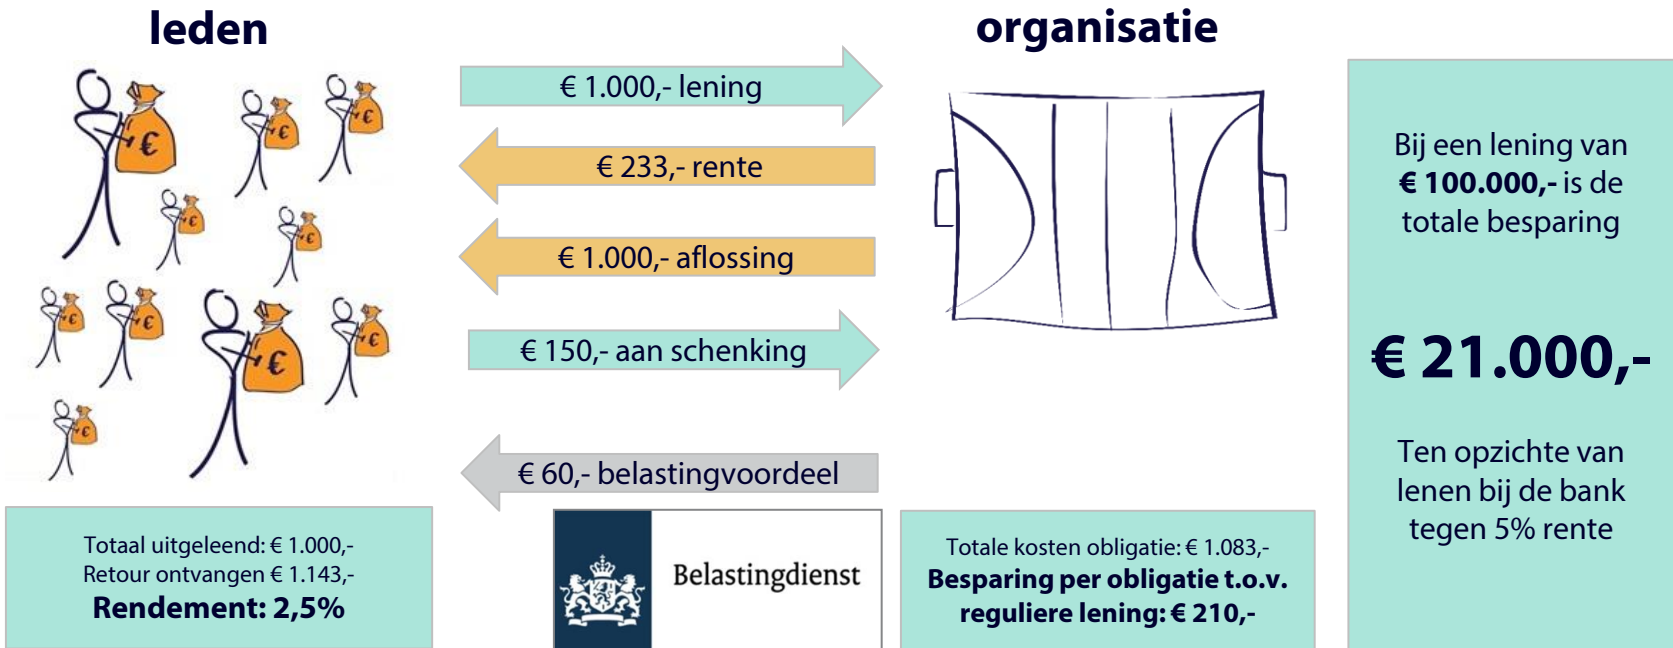 leden
organisatie
€ 1.000,- lening
€ 233,- rente
€ 1.000,- aflossing
€ 150,- aan schenking
€ 60,- belastingvoordeel
Totaal uitgeleend: € 1.000,-
Retour ontvangen € 1.143,-
Rendement: 2,5%
Belastingdienst
Totale kosten obligatie: € 1.083,-
Besparing per obligatie t.o.v.
reguliere lening: € 210,-
Bij een lening van
€ 100.000,- is de
totale besparing
€ 21.000,-
Ten opzichte van
lenen bij de bank
tegen 5% rente
€
€
€
€
€
€
€
€
€
€